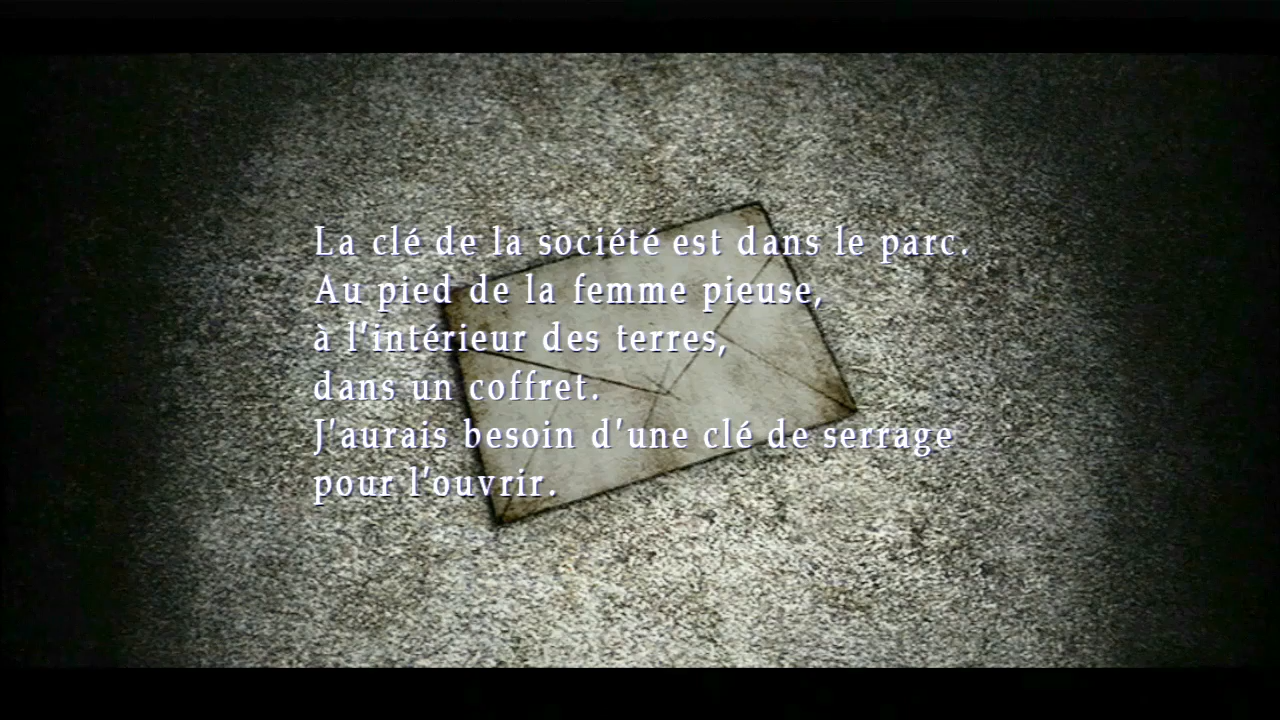 La clé de la société est dans le parc.
Au pied de la femme pieuse,
à l'intérieur des terres,
dans un coffret.
J'aurais besoin d'une clé de serrage
pour l'ouvrir.